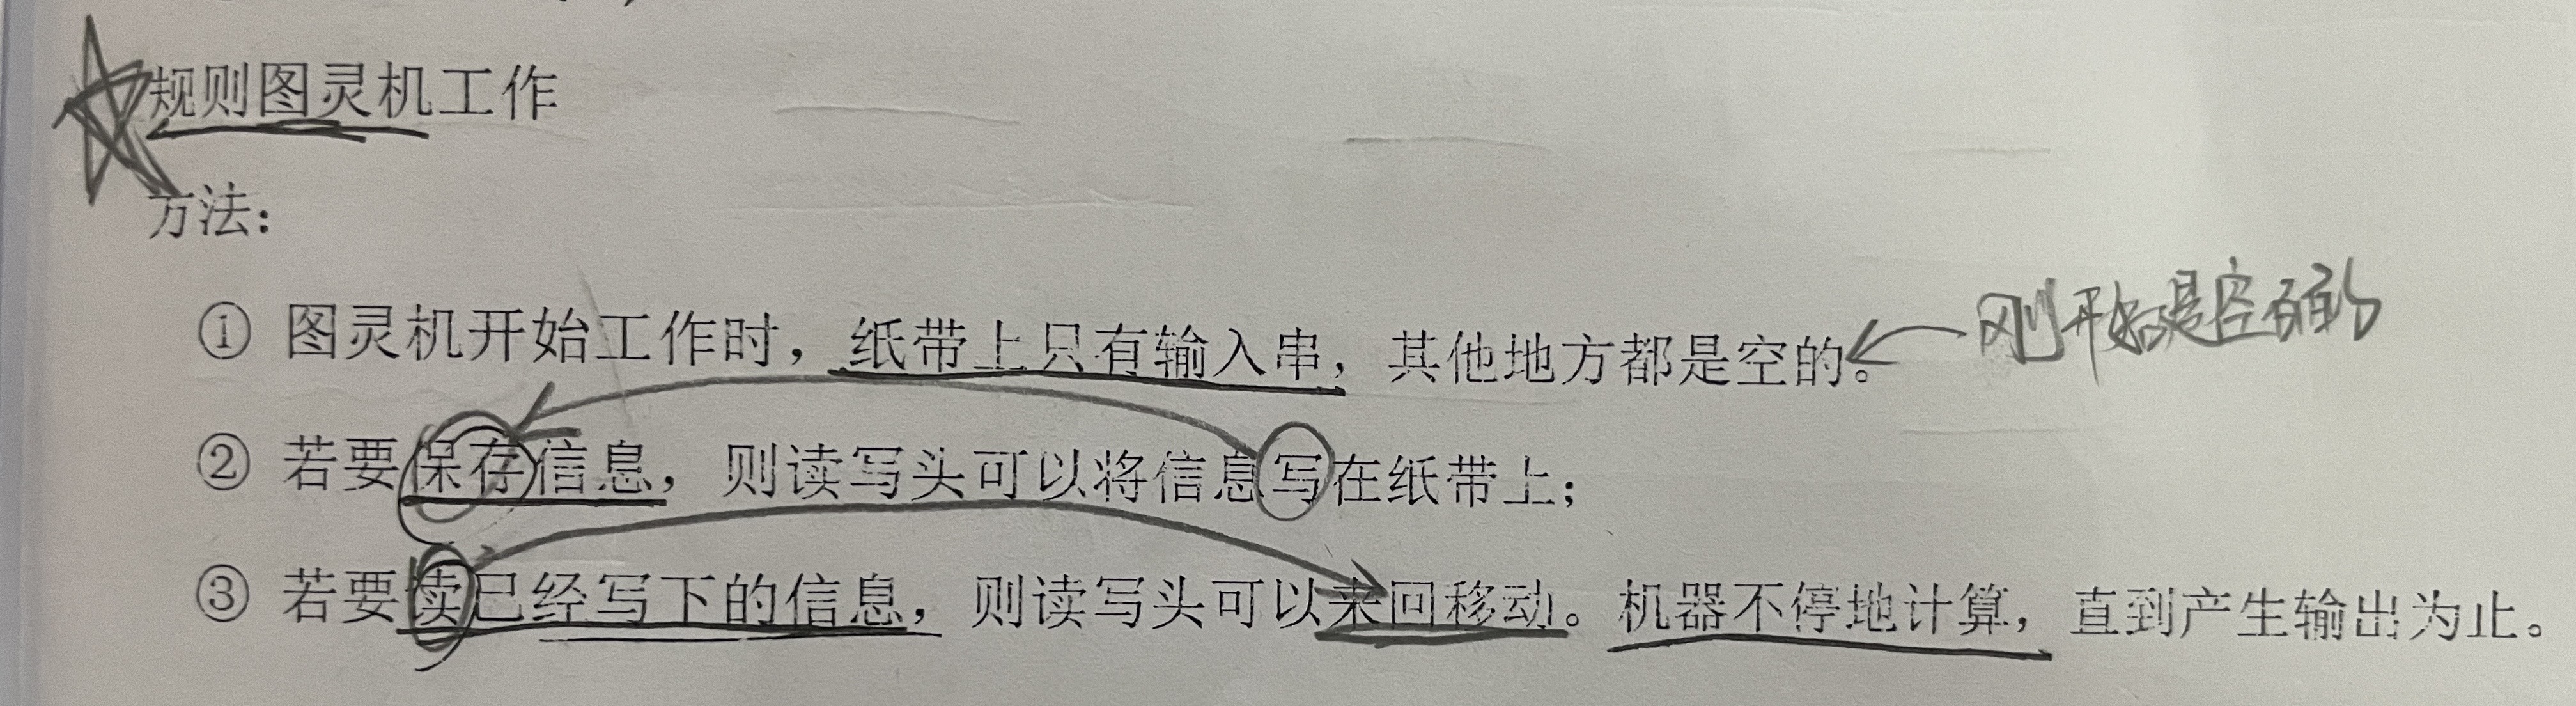 规则图灵机工作
方法：
① 图灵机开始工作时，纸带上只有输入串，其他地方都是空的。
刚开始是空白的
② 若要保存信息，则读写头可以将信息写在纸带上；
③ 若要读已经写下的信息，则读写头可以来回移动。机器不停地计算，直到产生输出为止。